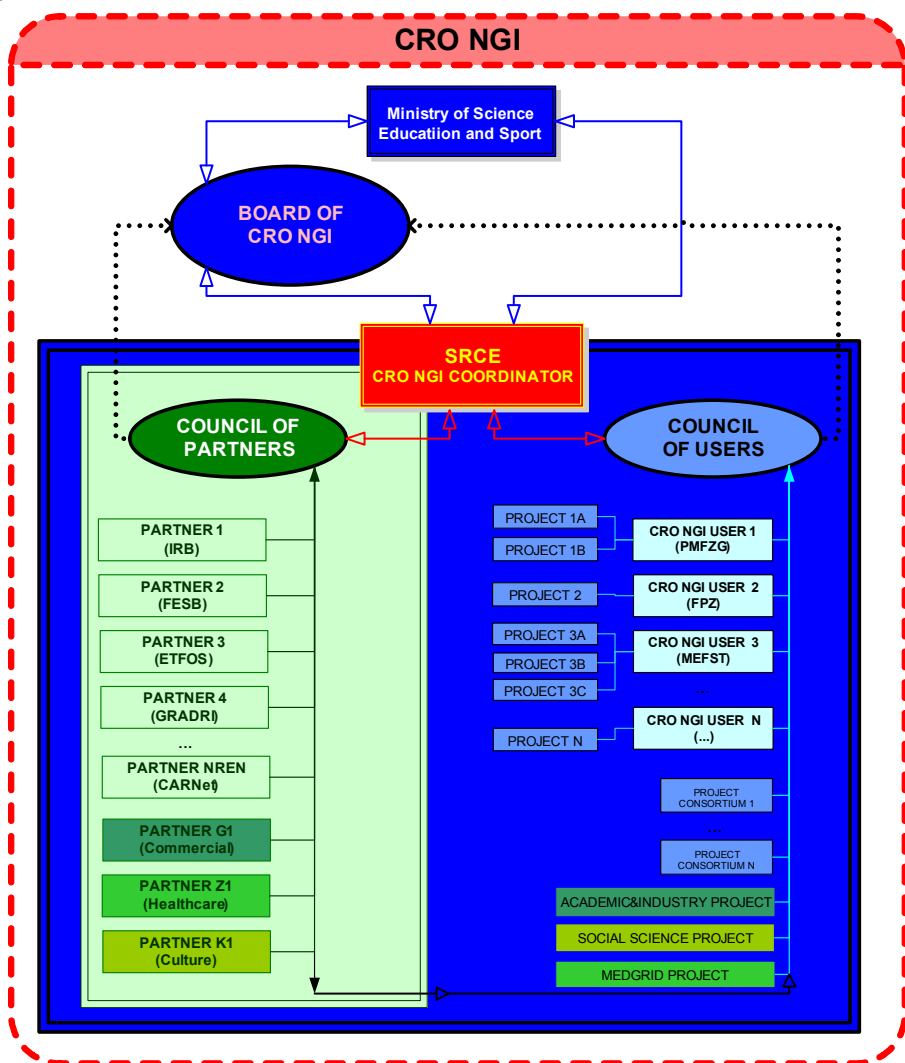 CRO NGI
Ministry of Science
Educatiion and Sport
BOARD OF
CRO NGI
SRCE
CRO NGI COORDINATOR
COUNCIL OF
PARTNERS
COUNCIL
OF USERS
PARTNER 1
(IRB)
PARTNER 2
(FESB)
PARTNER 3
(ETFOS)
PARTNER 4
(GRADRI)
...
PARTNER NREN
(CARNet)
PARTNER G1
(Commercial)
PARTNER Z1
(Healthcare)
PARTNER K1
(Culture)
PROJECT 1A
PROJECT 1B
PROJECT 2
PROJECT 3A
PROJECT 3B
PROJECT 3C
PROJECT N
CRO NGI USER 1
(PMFZG)
CRO NGI USER 2
(FPZ)
CRO NGI USER 3
(MEFST)
...
CRO NGI USER N
(...)
PROJECT
CONSORTIUM 1
...
PROJECT
CONSORTIUM N
ACADEMIC&INDUSTRY PROJECT
SOCIAL SCIENCE PROJECT
MEDGRID PROJECT